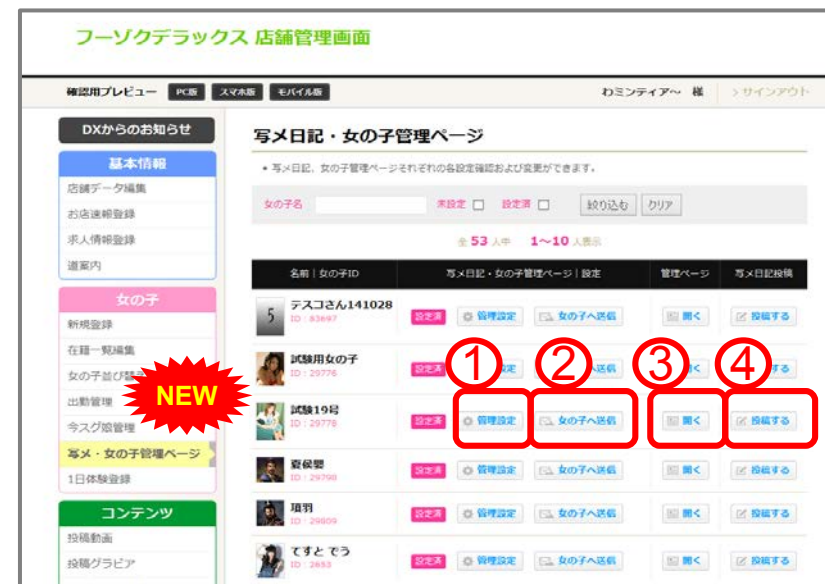 フーゾクデラックス 店舗管理画面
確認用プレビュー PC版 スマホ版 モバイル版 わミンティア～ 様 > サインアウト
DXからのお知らせ
基本情報
店舗データ編集
お店速報登録
求人情報登録
道案内
女の子
新規登録
在籍一覧編集
女の子並び替え
出勤管理
今スグ娘管理
写メ・女の子管理ページ
1日体験登録
コンテンツ
投稿動画
投稿グラビア
NEW
写メ日記・女の子管理ページ
• 写メ日記、女の子管理ページそれぞれの各設定確認および変更ができます。
女の子名 未設定 設定済 絞り込む クリア
全 53 人中 1～10 人表示
名前 | 女の子ID 写メ日記・女の子管理ページ | 設定 管理ページ 写メ日記投稿
5 テスコさん141028
ID : 83697 設定済 管理設定 女の子へ送信 開く 投稿する
① ② ③ ④
試験用女の子
ID : 29776 設定済
試験19号
ID : 29778 設定済 管理設定 女の子へ送信 開く 投稿する
夏侯嬰
ID : 29798 設定済 管理設定 女の子へ送信 開く 投稿する
項羽
ID : 29809 設定済 管理設定 女の子へ送信 開く 投稿する
てすと でう
ID : 2653 設定済 管理設定 女の子へ送信 開く 投稿する